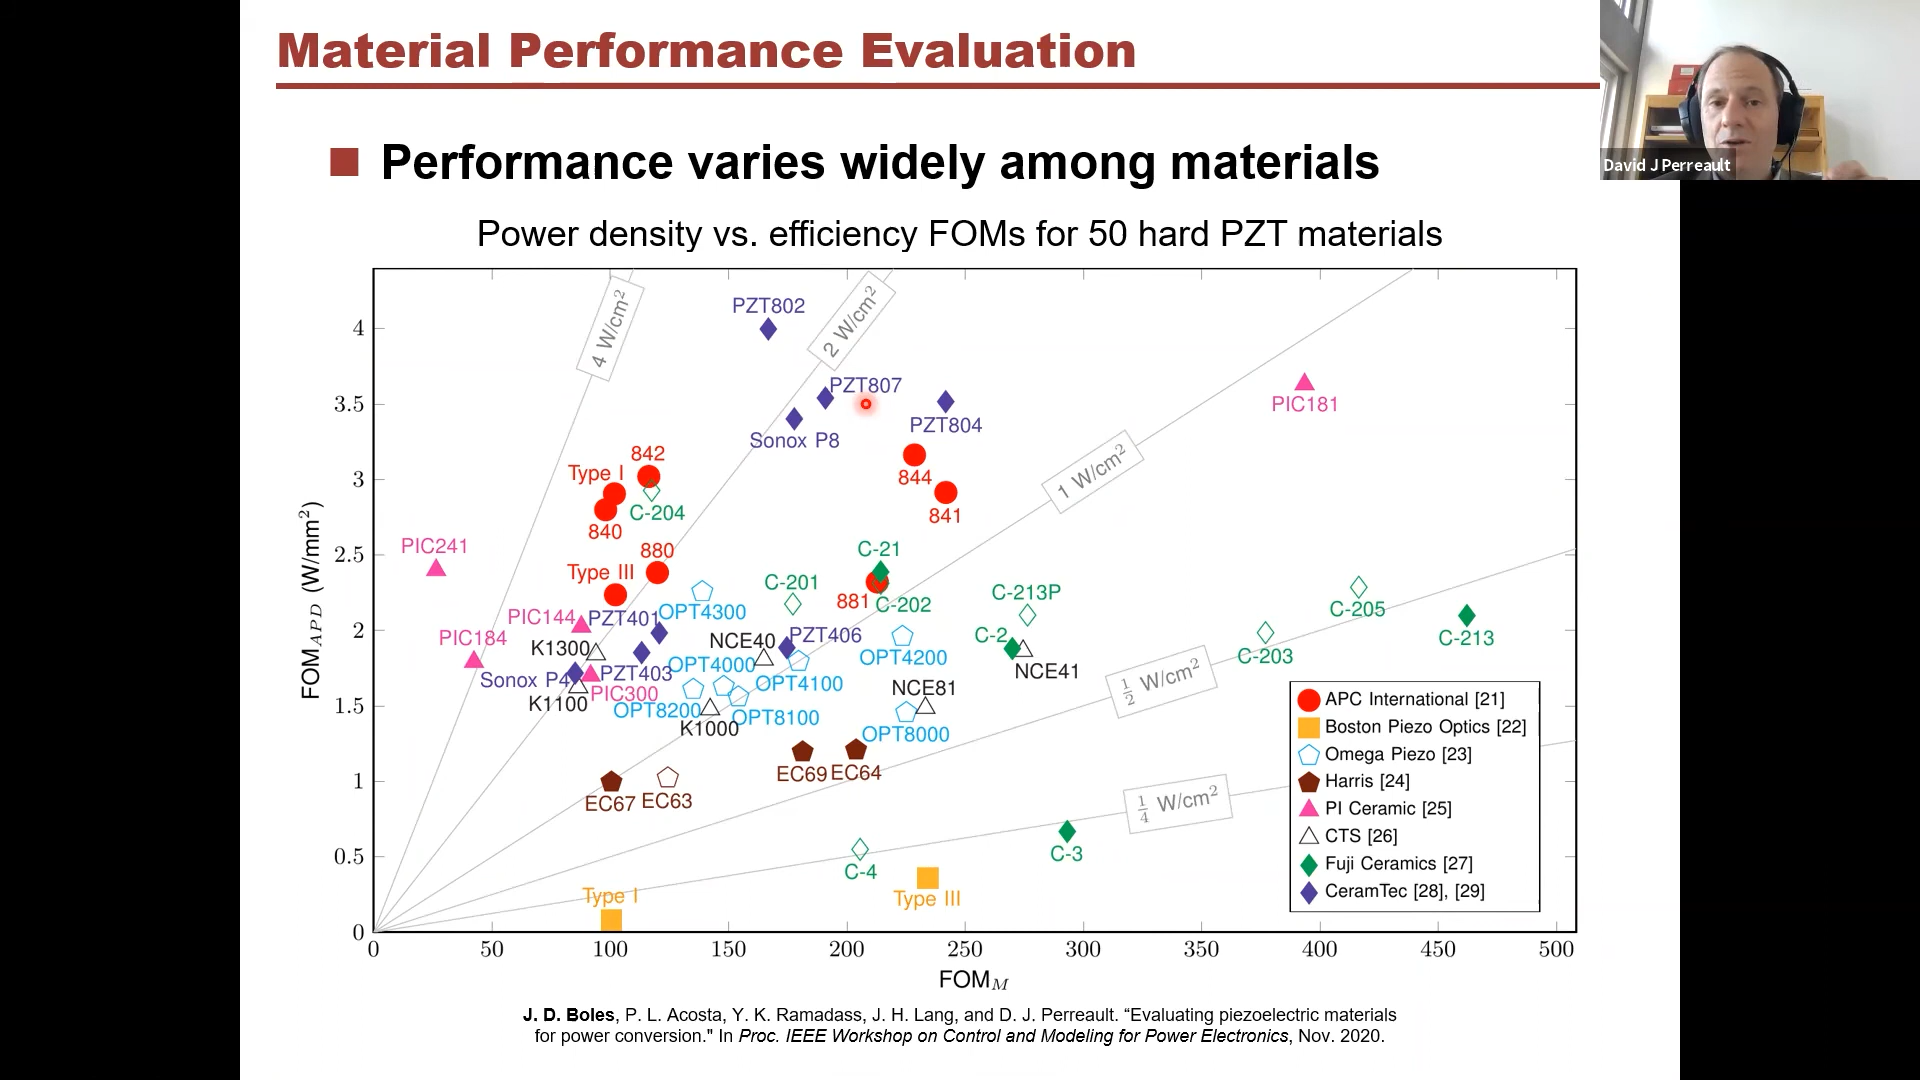 Material Performance Evaluation
David J Perreault
Performance varies widely among materials
Power density vs. efficiency FOMs for 50 hard PZT materials
4 W/cm²
2 W/cm²
1 W/cm²
½ W/cm²
¼ W/cm²
PZT802
PZT807
PZT804
Sonox P8
PIC181
842
Type I
840
C-204
844
841
PIC241
880
Type III
C-21
881
C-202
C-201
C-213P
C-205
C-213
C-203
C-2
NCE41
OPT4300
PIC144
PZT401
PIC184
K1300
NCE40
PZT406
OPT4200
OPT4000
PZT403
Sonox P4
PIC300
K1100
OPT4100
OPT8200
K1000
OPT8100
NCE81
OPT8000
EC69
EC64
EC67
EC63
C-3
C-4
Type I
Type III
APC International [21]
Boston Piezo Optics [22]
Omega Piezo [23]
Harris [24]
PI Ceramic [25]
CTS [26]
Fuji Ceramics [27]
CeramTec [28], [29]
4
3.5
3
2.5
2
1.5
1
0.5
0
FOM_APD (W/mm²)
0 50 100 150 200 250 300 350 400 450 500
FOM_M
J. D. Boles, P. L. Acosta, Y. K. Ramadass, J. H. Lang, and D. J. Perreault. “Evaluating piezoelectric materials
for power conversion." In Proc. IEEE Workshop on Control and Modeling for Power Electronics, Nov. 2020.